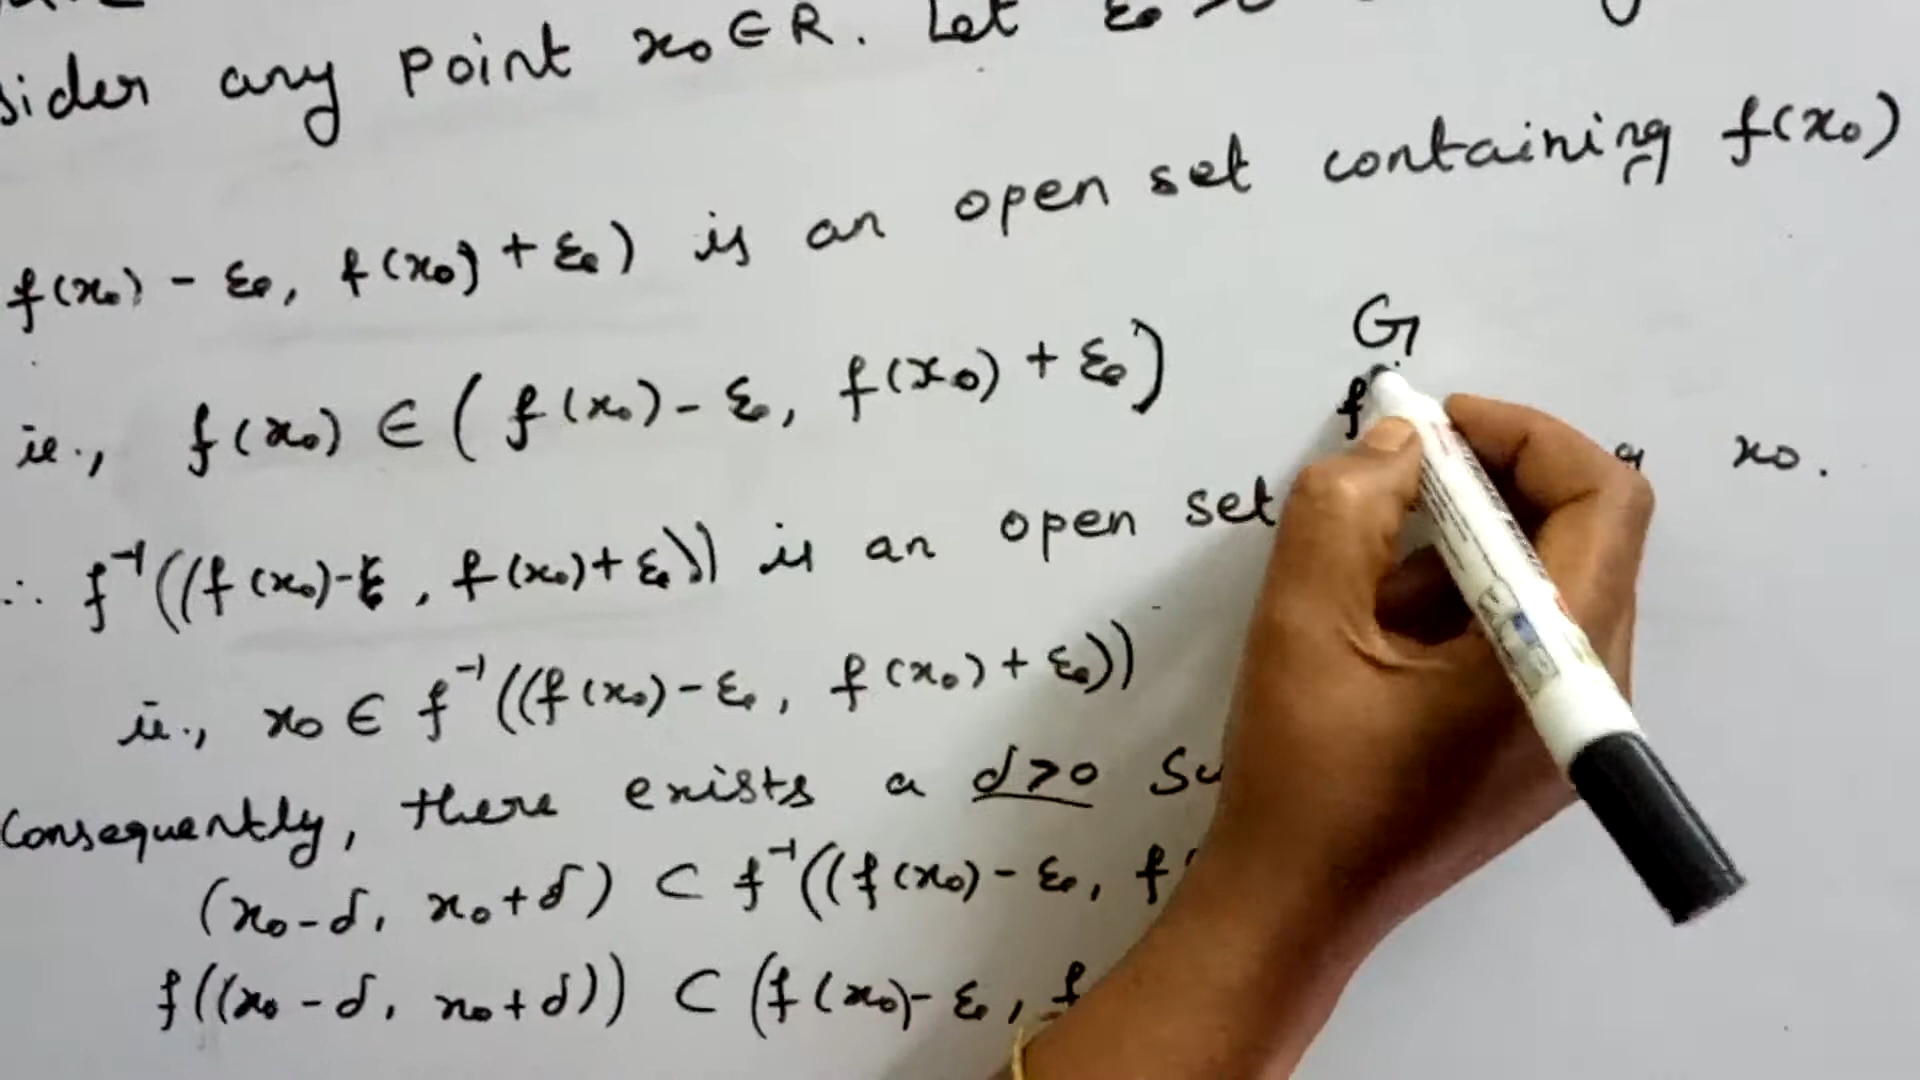 sider any point x₀ ∈ R. Let ε₀ >
f(x₀) - ε₀, f(x₀) + ε₀) is an open set containing f(x₀)
G
ie., f(x₀) ∈ (f(x₀) - ε₀, f(x₀) + ε₀)
f
∴ f⁻¹((f(x₀)-ε₀, f(x₀)+ε₀)) is an open set x₀.
ie., x₀ ∈ f⁻¹((f(x₀)-ε₀, f(x₀)+ε₀))
Consequently, there exists a d>0 Su
(x₀-d, x₀+d) ⊂ f⁻¹((f(x₀)-ε₀, f(
f((x₀-d, x₀+d)) ⊂ (f(x₀)-ε₀, f